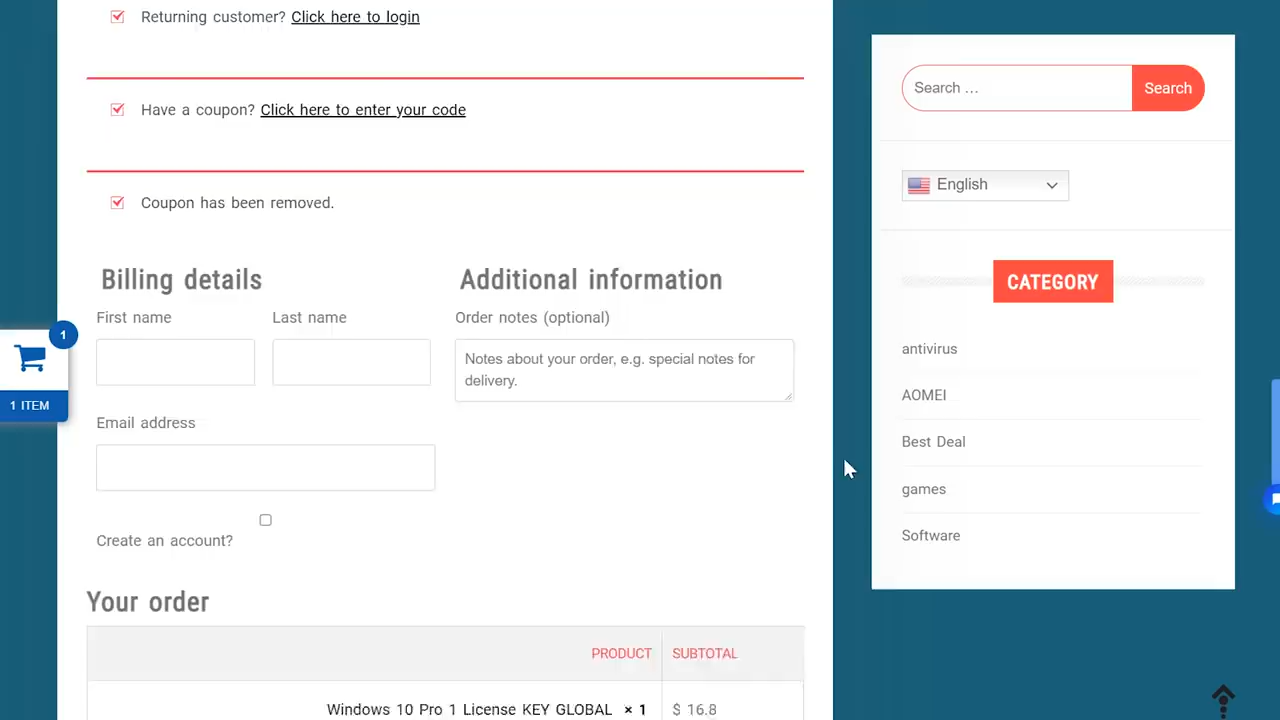 Returning customer? Click here to login
Have a coupon? Click here to enter your code
Coupon has been removed.
Billing details
First name
Last name
Email address
Create an account?
Additional information
Order notes (optional)
Notes about your order, e.g. special notes for
delivery.
Your order
PRODUCT SUBTOTAL
Windows 10 Pro 1 License KEY GLOBAL × 1 $ 16.8
1
1 ITEM
Search … Search
English
CATEGORY
antivirus
AOMEI
Best Deal
games
Software